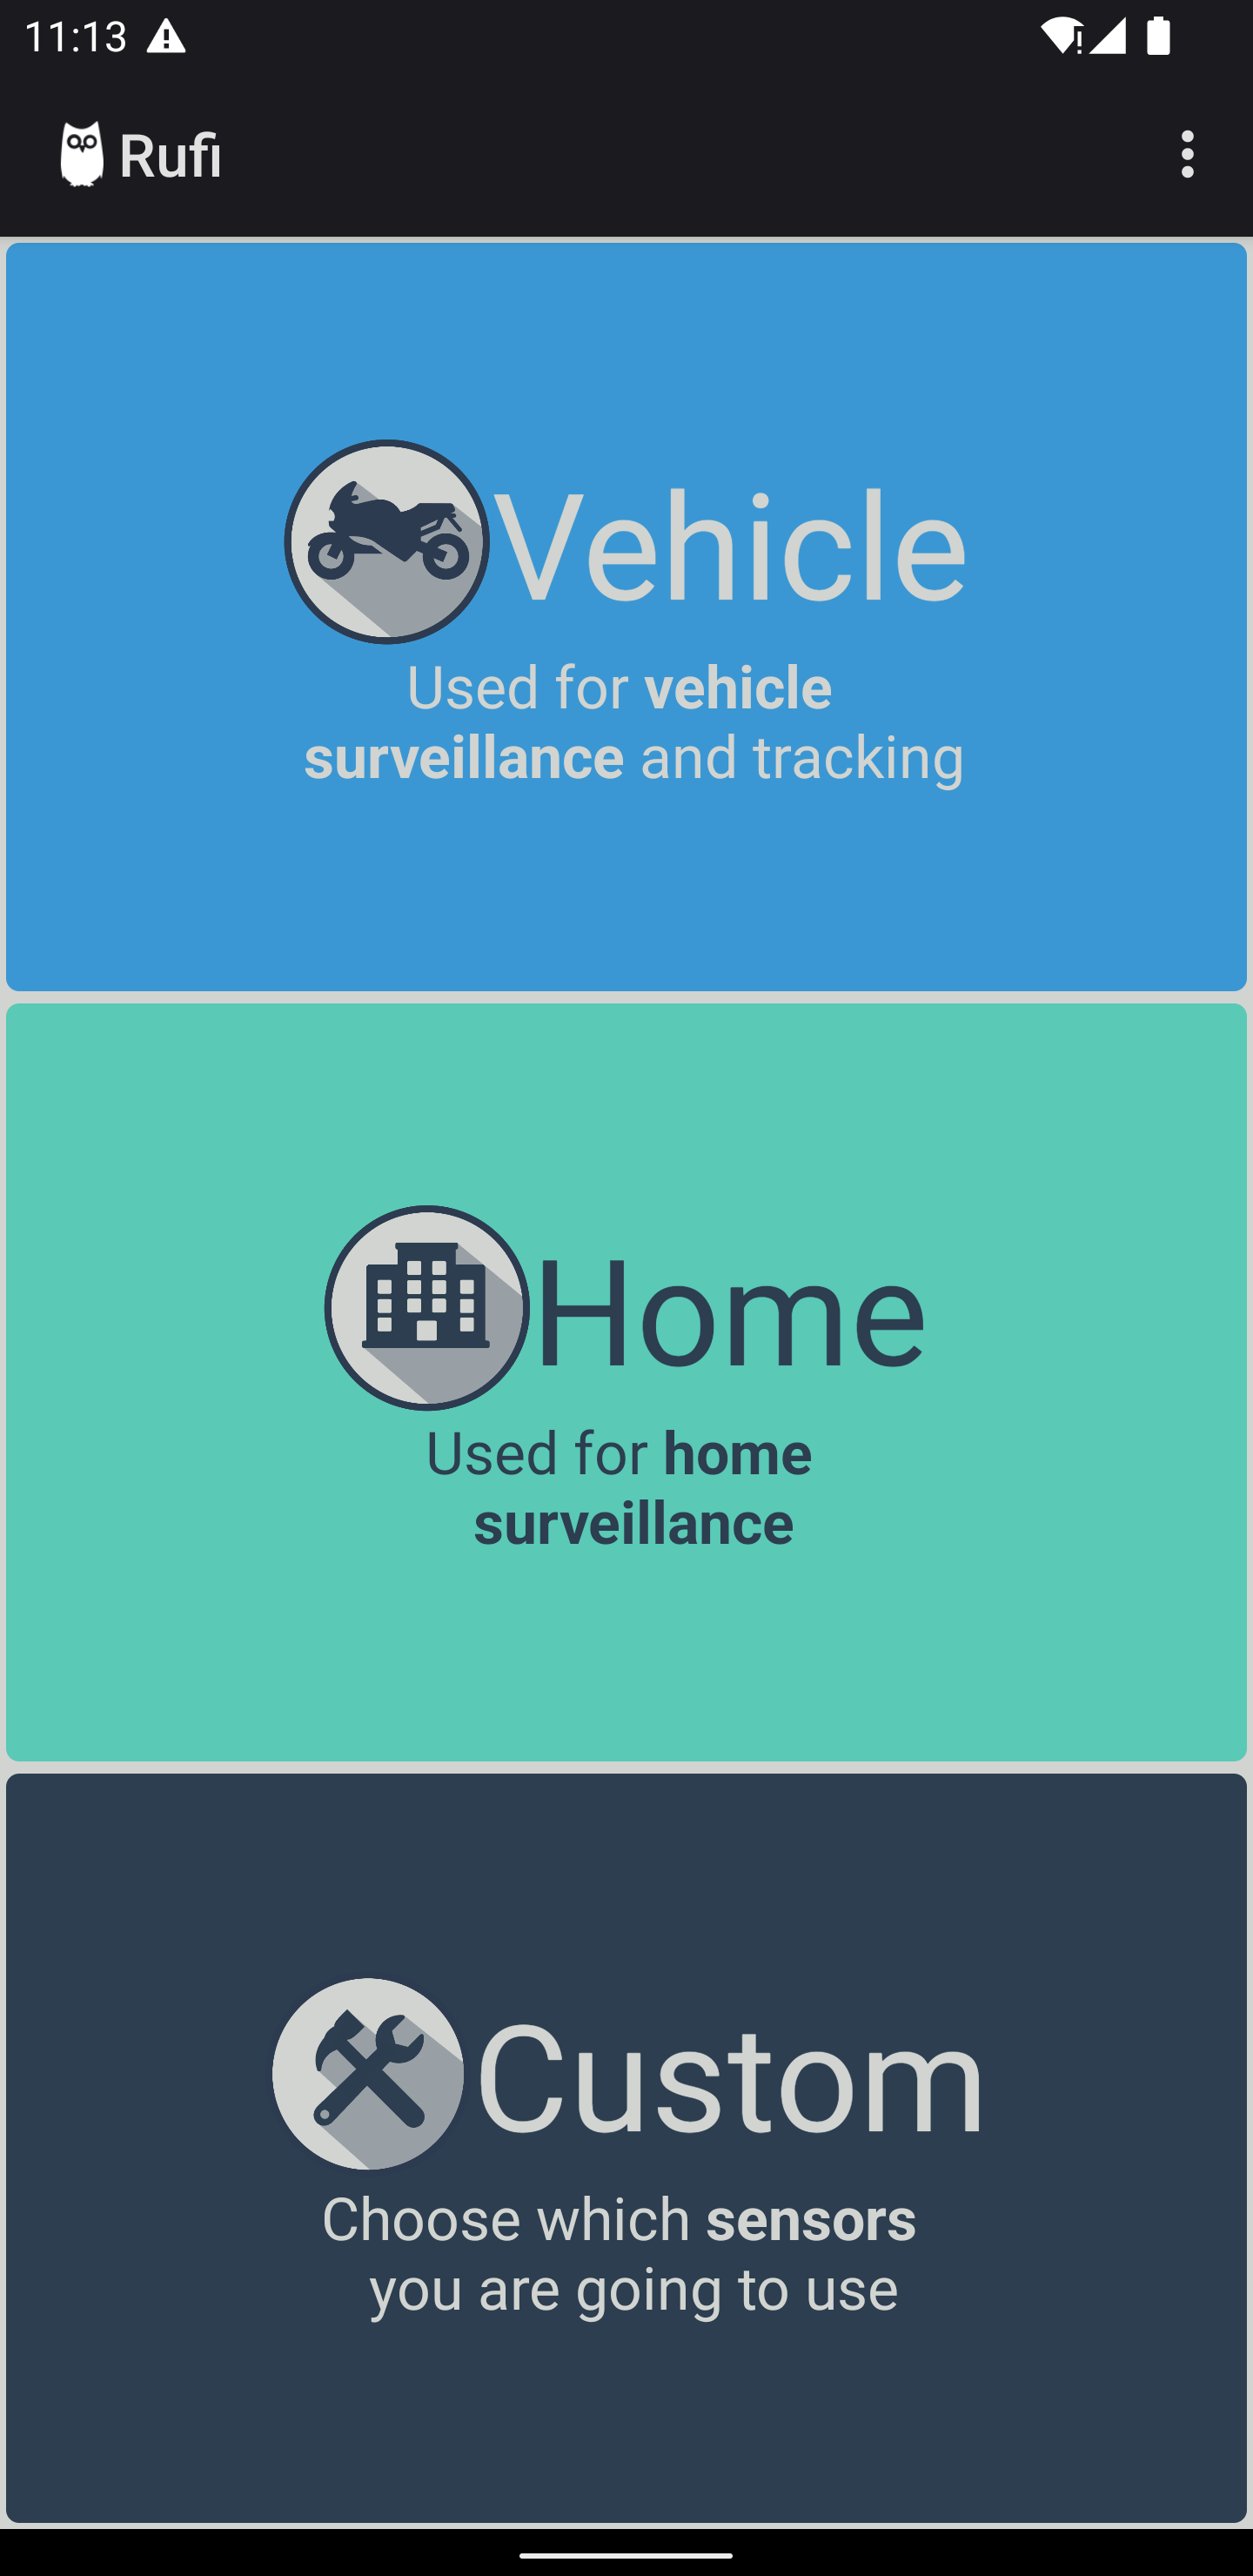 11:13
Rufi
Vehicle
Used for vehicle
surveillance and tracking
Home
Used for home
surveillance
Custom
Choose which sensors
you are going to use